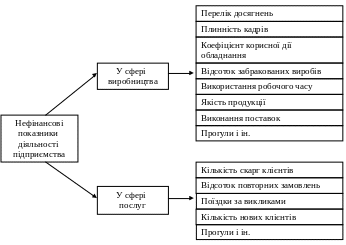 Нефінансові
показники
діяльності
підприємства
У сфері
виробництва
Перелік досягнень
Плинність кадрів
Коефіцієнт корисної дії
обладнання
Відсоток забракованих виробів
Використання робочого часу
Якість продукції
Виконання поставок
Прогули і ін.
У сфері
послуг
Кількість скарг клієнтів
Відсоток повторних замовлень
Поїздки за викликами
Кількість нових клієнтів
Прогули і ін.